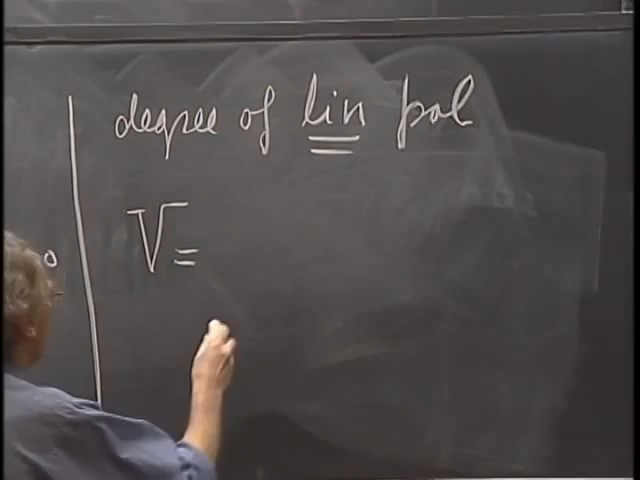 degree of lin pol
V =